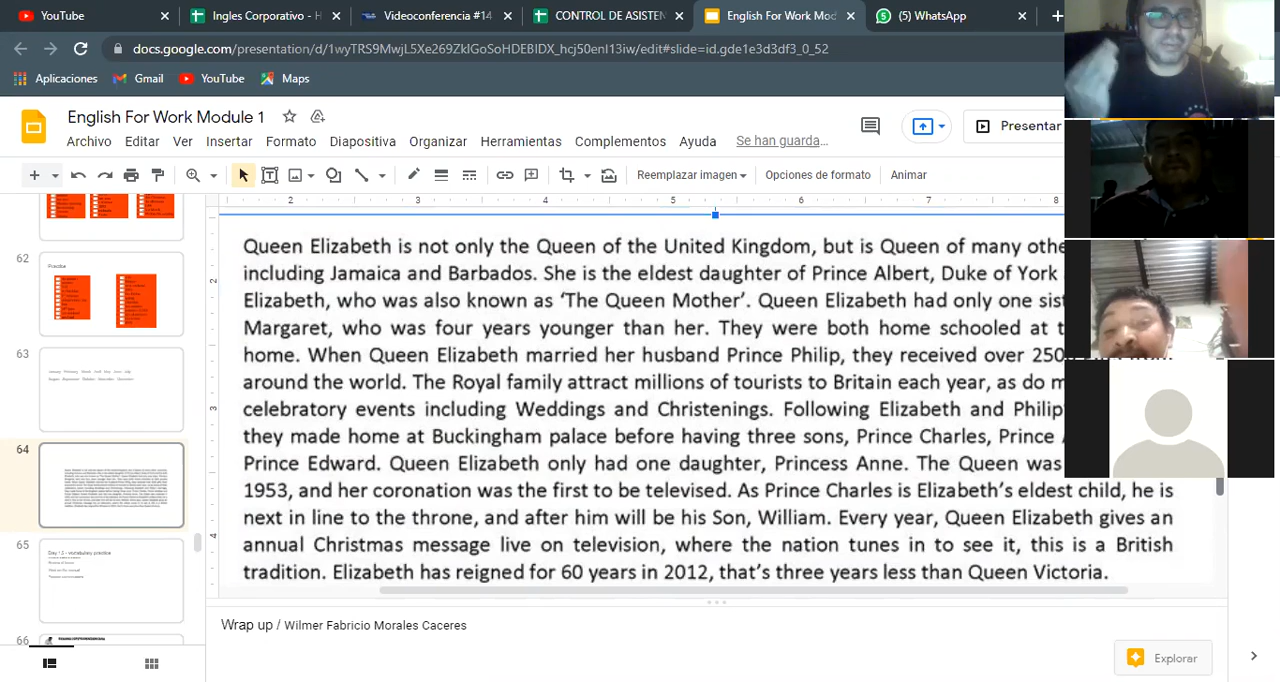 YouTube
Ingles Corporativo - H
Videoconferencia #14
CONTROL DE ASISTEN
English For Work Mod
(5) WhatsApp
docs.google.com/presentation/d/1wyTRS9MwjL5Xe269ZklGoSoHDEBIDX_hcj50enI13iw/edit#slide=id.gde1e3d3df3_0_52
Aplicaciones
Gmail
YouTube
Maps
English For Work Module 1
Archivo Editar Ver Insertar Formato Diapositiva Organizar Herramientas Complementos Ayuda Se han guarda...
Presentar
Reemplazar imagen
Opciones de formato
Animar
2 3 4 5 6 7 8
62
Practice
63
64
65
66
2
3
4
Queen Elizabeth is not only the Queen of the United Kingdom, but is Queen of many othe
including Jamaica and Barbados. She is the eldest daughter of Prince Albert, Duke of York
Elizabeth, who was also known as ‘The Queen Mother’. Queen Elizabeth had only one sist
Margaret, who was four years younger than her. They were both home schooled at t
home. When Queen Elizabeth married her husband Prince Philip, they received over 250
around the world. The Royal family attract millions of tourists to Britain each year, as do m
celebratory events including Weddings and Christenings. Following Elizabeth and Philip'
they made home at Buckingham palace before having three sons, Prince Charles, Prince A
Prince Edward. Queen Elizabeth only had one daughter, Princess Anne. The Queen was
1953, and her coronation was the first to be televised. As Prince Charles is Elizabeth’s eldest child, he is
next in line to the throne, and after him will be his Son, William. Every year, Queen Elizabeth gives an
annual Christmas message live on television, where the nation tunes in to see it, this is a British
tradition. Elizabeth has reigned for 60 years in 2012, that’s three years less than Queen Victoria.
Wrap up / Wilmer Fabricio Morales Caceres
Explorar